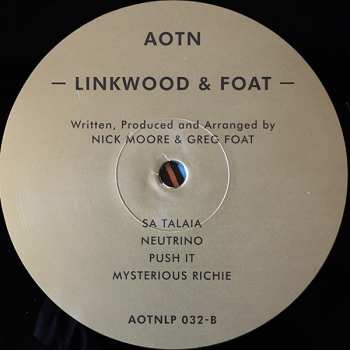 AOTN
— LINKWOOD & FOAT —
Written, Produced and Arranged by
NICK MOORE & GREG FOAT
SA TALAIA
NEUTRINO
PUSH IT
MYSTERIOUS RICHIE
AOTNLP 032-B